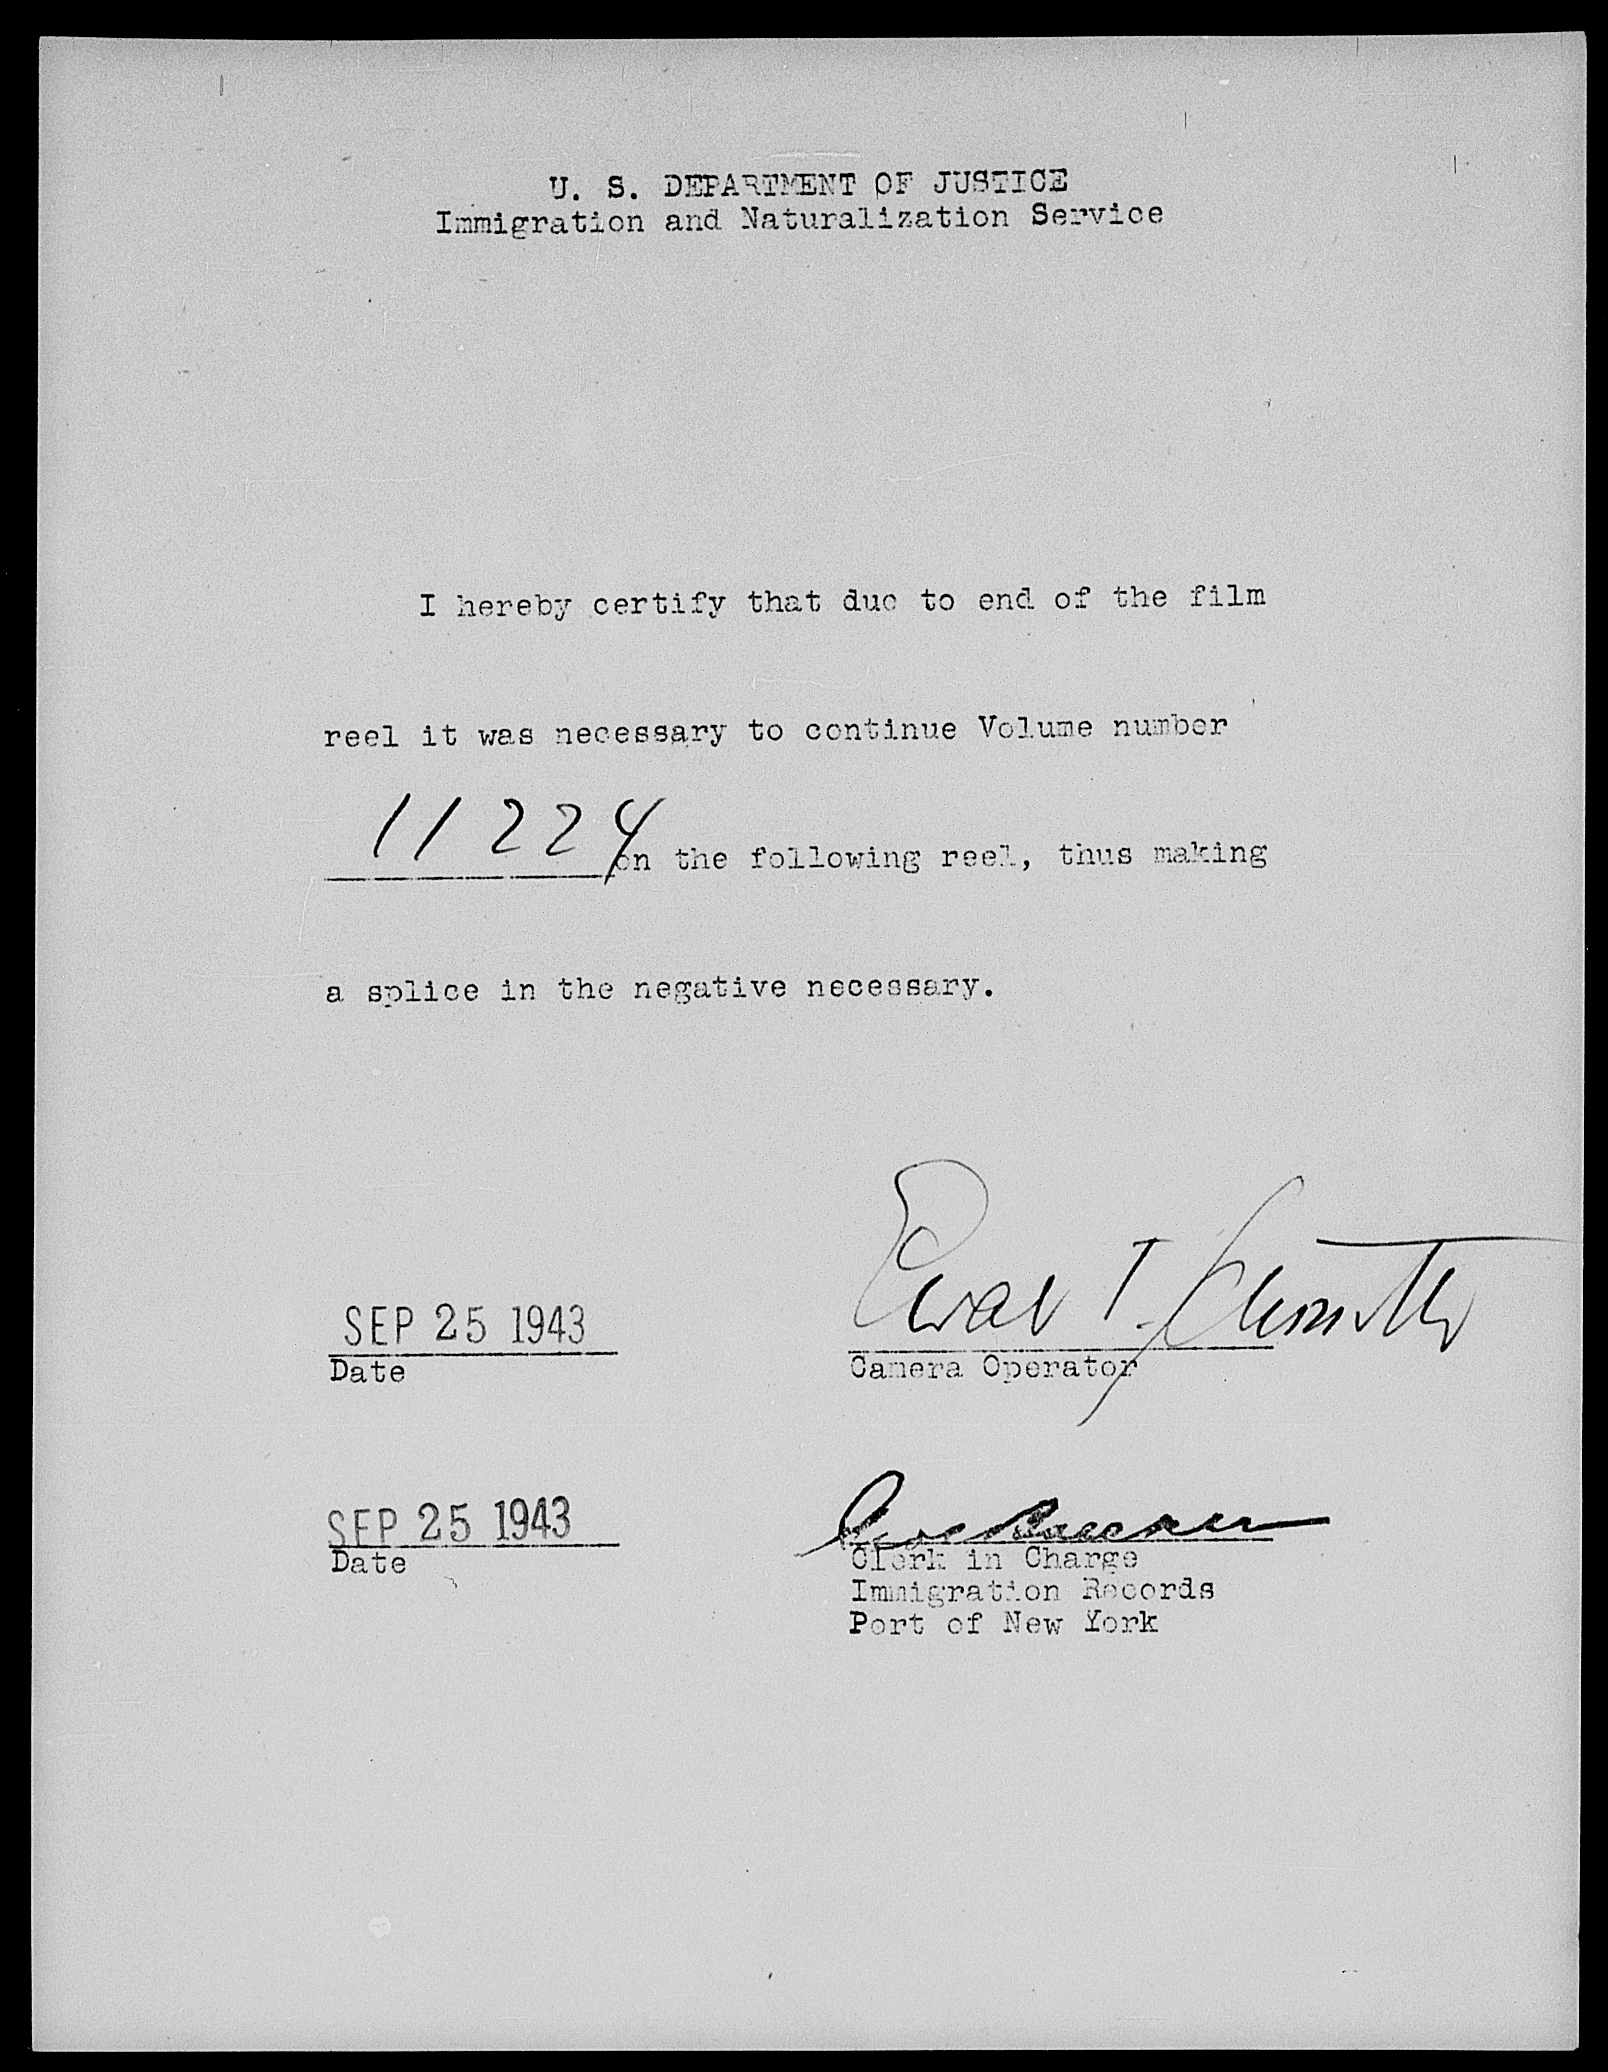 U. S. DEPARTMENT OF JUSTICE
Immigration and Naturalization Service
I hereby certify that due to end of the film
reel it was necessary to continue Volume number
11224 on the following reel, thus making
a splice in the negative necessary.
SEP 25 1943
Date
Camera Operator
SEP 25 1943
Date
Clerk in Charge
Immigration Records
Port of New York